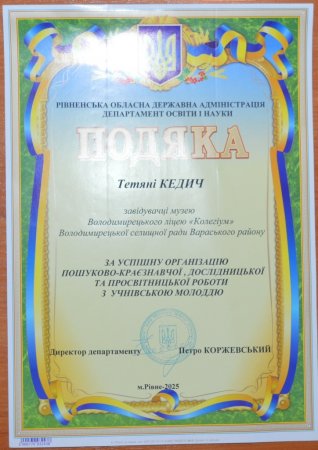 РІВНЕНСЬКА ОБЛАСНА ДЕРЖАВНА АДМІНІСТРАЦІЯ
ДЕПАРТАМЕНТ ОСВІТИ І НАУКИ
ПОДЯКА
Тетяні КЕДИЧ
завідувачці музею
Володимирецького ліцею «Колегіум»
Володимирецької селищної ради Вараського району
ЗА УСПІШНУ ОРГАНІЗАЦІЮ
ПОШУКОВО-КРАЄЗНАВЧОЇ , ДОСЛІДНИЦЬКОЇ
ТА ПРОСВІТНИЦЬКОЇ РОБОТИ
З УЧНІВСЬКОЮ МОЛОДДЮ
Директор департаменту Петро КОРЖЕВСЬКИЙ
м.Рівне-2025